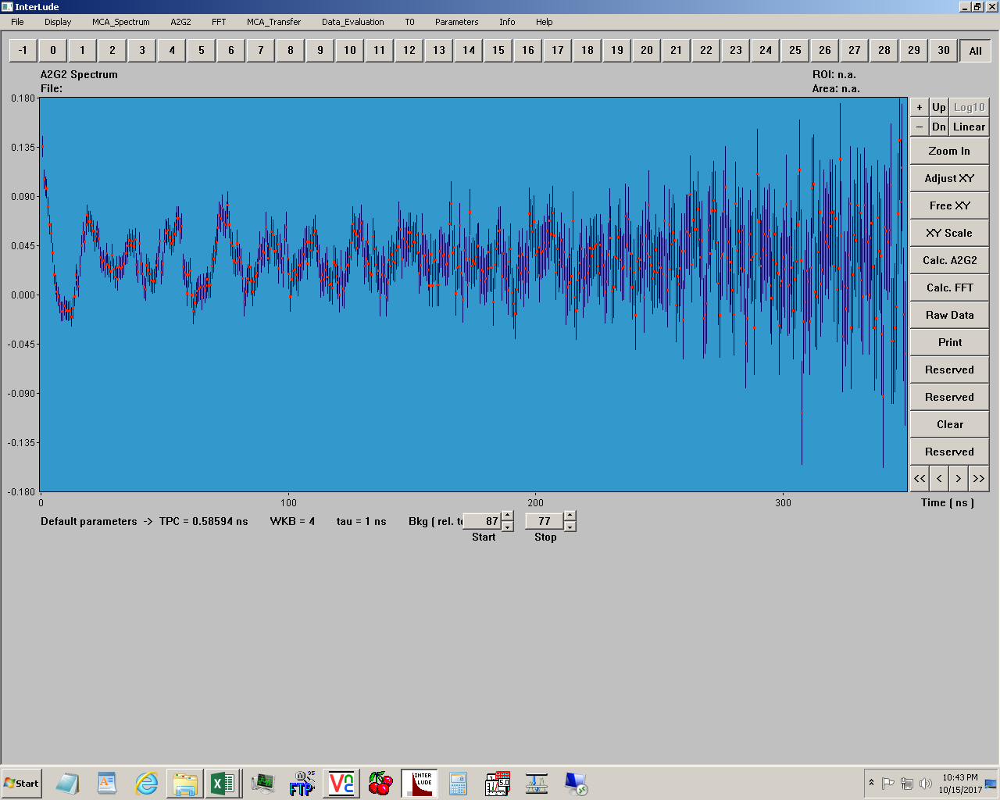 InterLude
File Display MCA_Spectrum A2G2 FFT MCA_Transfer Data_Evaluation T0 Parameters Info Help
-1 0 1 2 3 4 5 6 7 8 9 10 11 12 13 14 15 16 17 18 19 20 21 22 23 24 25 26 27 28 29 30 All
A2G2 Spectrum ROI: n.a.
File: Area: n.a.
0.180
0.135
0.090
0.045
0.000
-0.045
-0.090
-0.135
-0.180
+ Up Log10
− Dn Linear
Zoom In
Adjust XY
Free XY
XY Scale
Calc. A2G2
Calc. FFT
Raw Data
Print
Reserved
Reserved
Clear
Reserved
<< < > >>
0 100 200 300 Time ( ns )
Default parameters -> TPC = 0.58594 ns WKB = 4 tau = 1 ns Bkg ( rel. 87 77
Start Stop
Start 95 FTP INTER LUDE 10:43 PM
10/15/2017